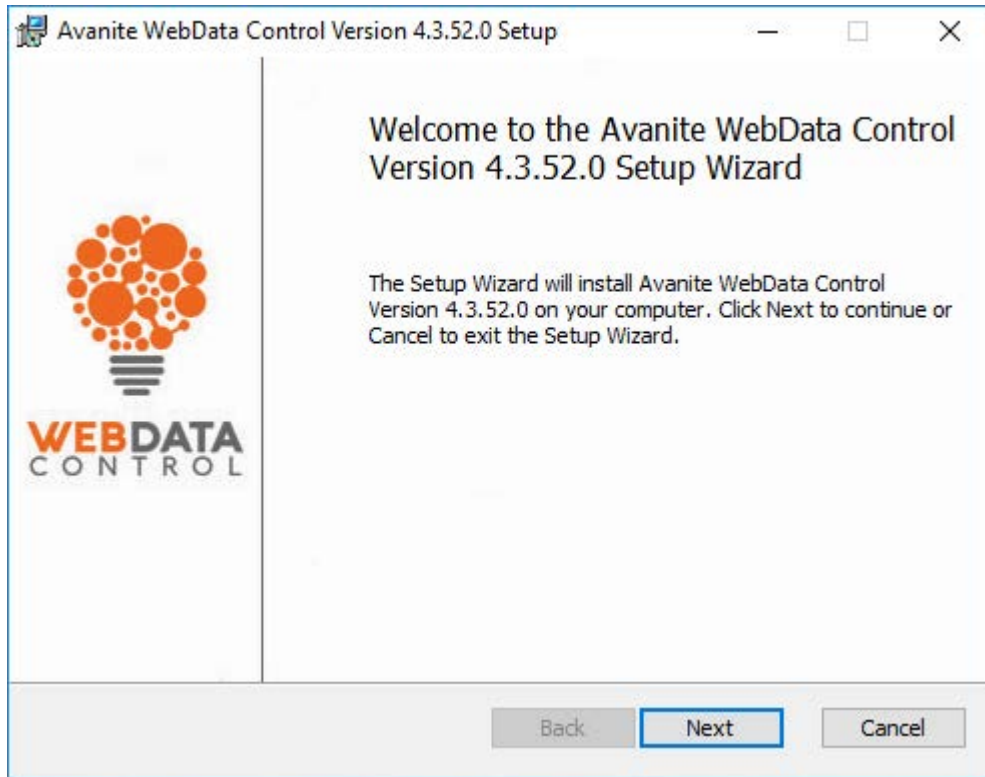 Avanite WebData Control Version 4.3.52.0 Setup
Welcome to the Avanite WebData Control
Version 4.3.52.0 Setup Wizard
The Setup Wizard will install Avanite WebData Control
Version 4.3.52.0 on your computer. Click Next to continue or
Cancel to exit the Setup Wizard.
WEBDATA
CONTROL
Back Next Cancel